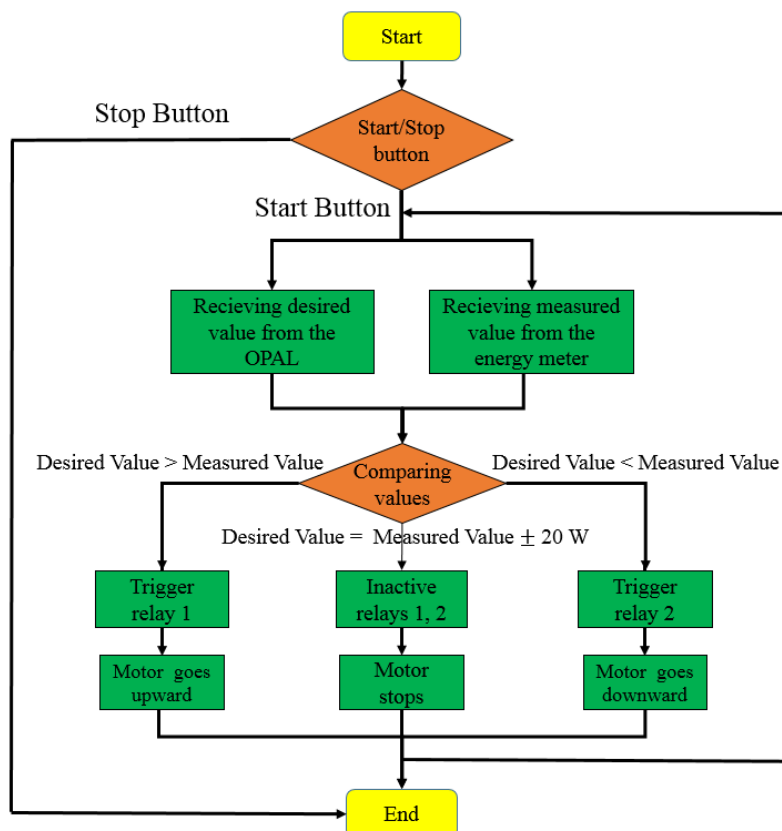 Start
Stop Button
Start/Stop
button
Start Button
Recieving desired
value from the
OPAL
Recieving measured
value from the
energy meter
Desired Value > Measured Value
Comparing
values
Desired Value < Measured Value
Desired Value = Measured Value ± 20 W
Trigger
relay 1
Inactive
relays 1, 2
Trigger
relay 2
Motor goes
upward
Motor
stops
Motor goes
downward
End